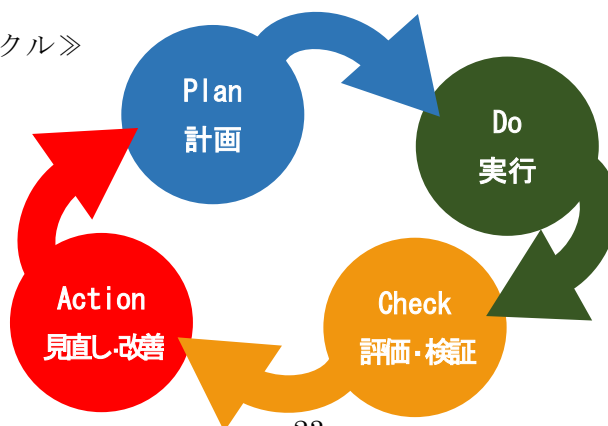 クル≫
Plan
計画
Do
実行
Check
評価・検証
Action
見直し・改善